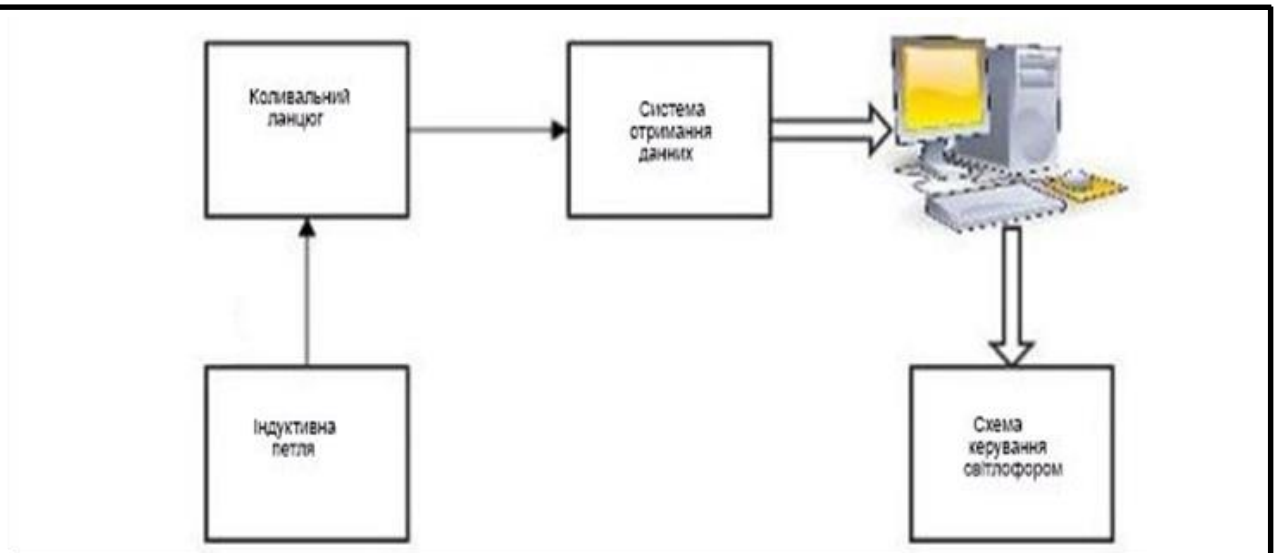 Коливальний
ланцюг
Система
отримання
данних
Індуктивна
петля
Схема
керування
світлофором